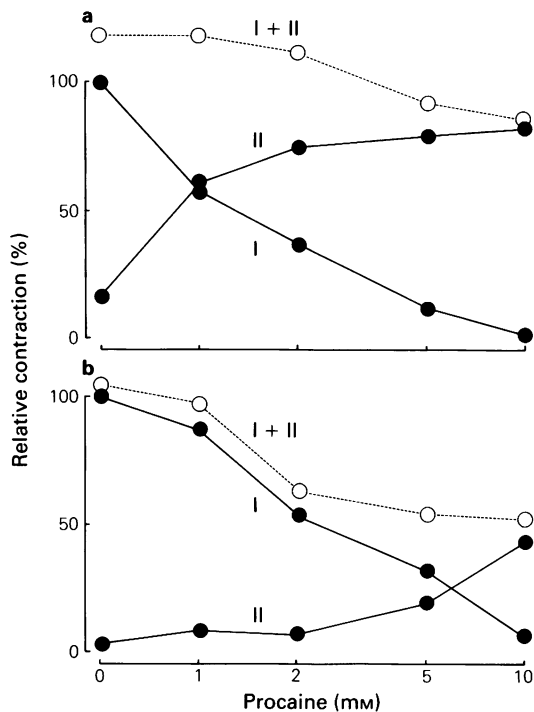 a
I + II
100
II
50
I
0
Relative contraction (%)
b
100
I + II
I
50
II
0
0 1 2 5 10
Procaine (mM)